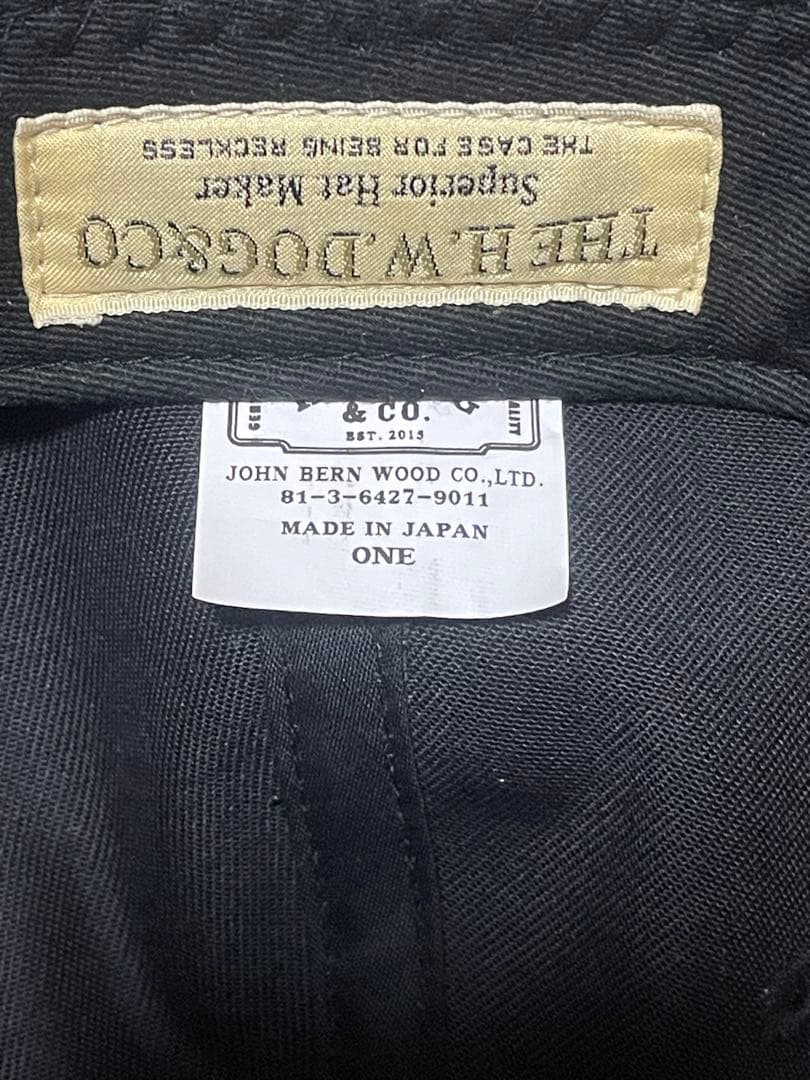 THE H.W.DOG&CO
Superior Hat Maker
THE CASE FOR BEING RECKLESS
& CO.
EST. 2015
JOHN BERN WOOD CO.,LTD.
81-3-6427-9011
MADE IN JAPAN
ONE